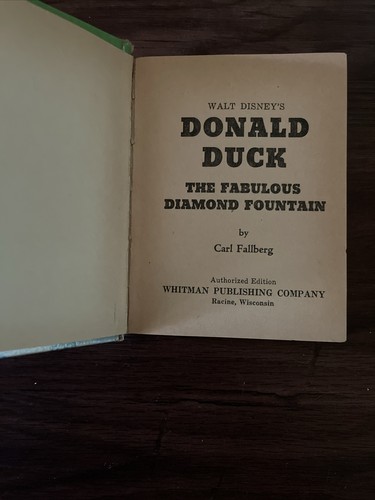 WALT DISNEY'S
DONALD
DUCK
THE FABULOUS
DIAMOND FOUNTAIN
by
Carl Fallberg
Authorized Edition
WHITMAN PUBLISHING COMPANY
Racine, Wisconsin